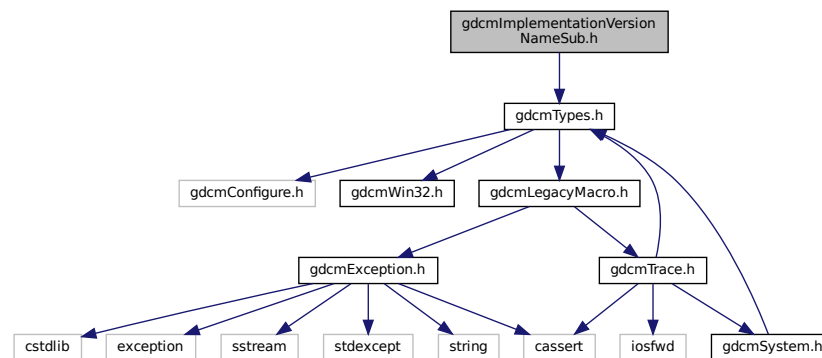 gdcmImplementationVersion
NameSub.h
gdcmTypes.h
gdcmConfigure.h
gdcmWin32.h
gdcmLegacyMacro.h
gdcmException.h
gdcmTrace.h
cstdlib
exception
sstream
stdexcept
string
cassert
iosfwd
gdcmSystem.h